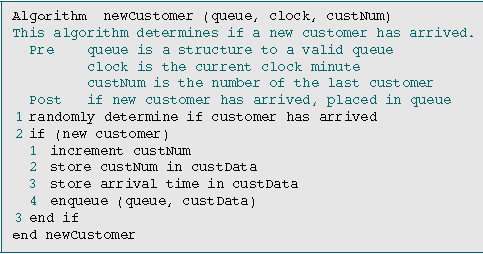 Algorithm newCustomer (queue, clock, custNum)
This algorithm determines if a new customer has arrived.
Pre queue is a structure to a valid queue
clock is the current clock minute
custNum is the number of the last customer
Post if new customer has arrived, placed in queue
1 randomly determine if customer has arrived
2 if (new customer)
1 increment custNum
2 store custNum in custData
3 store arrival time in custData
4 enqueue (queue, custData)
3 end if
end newCustomer